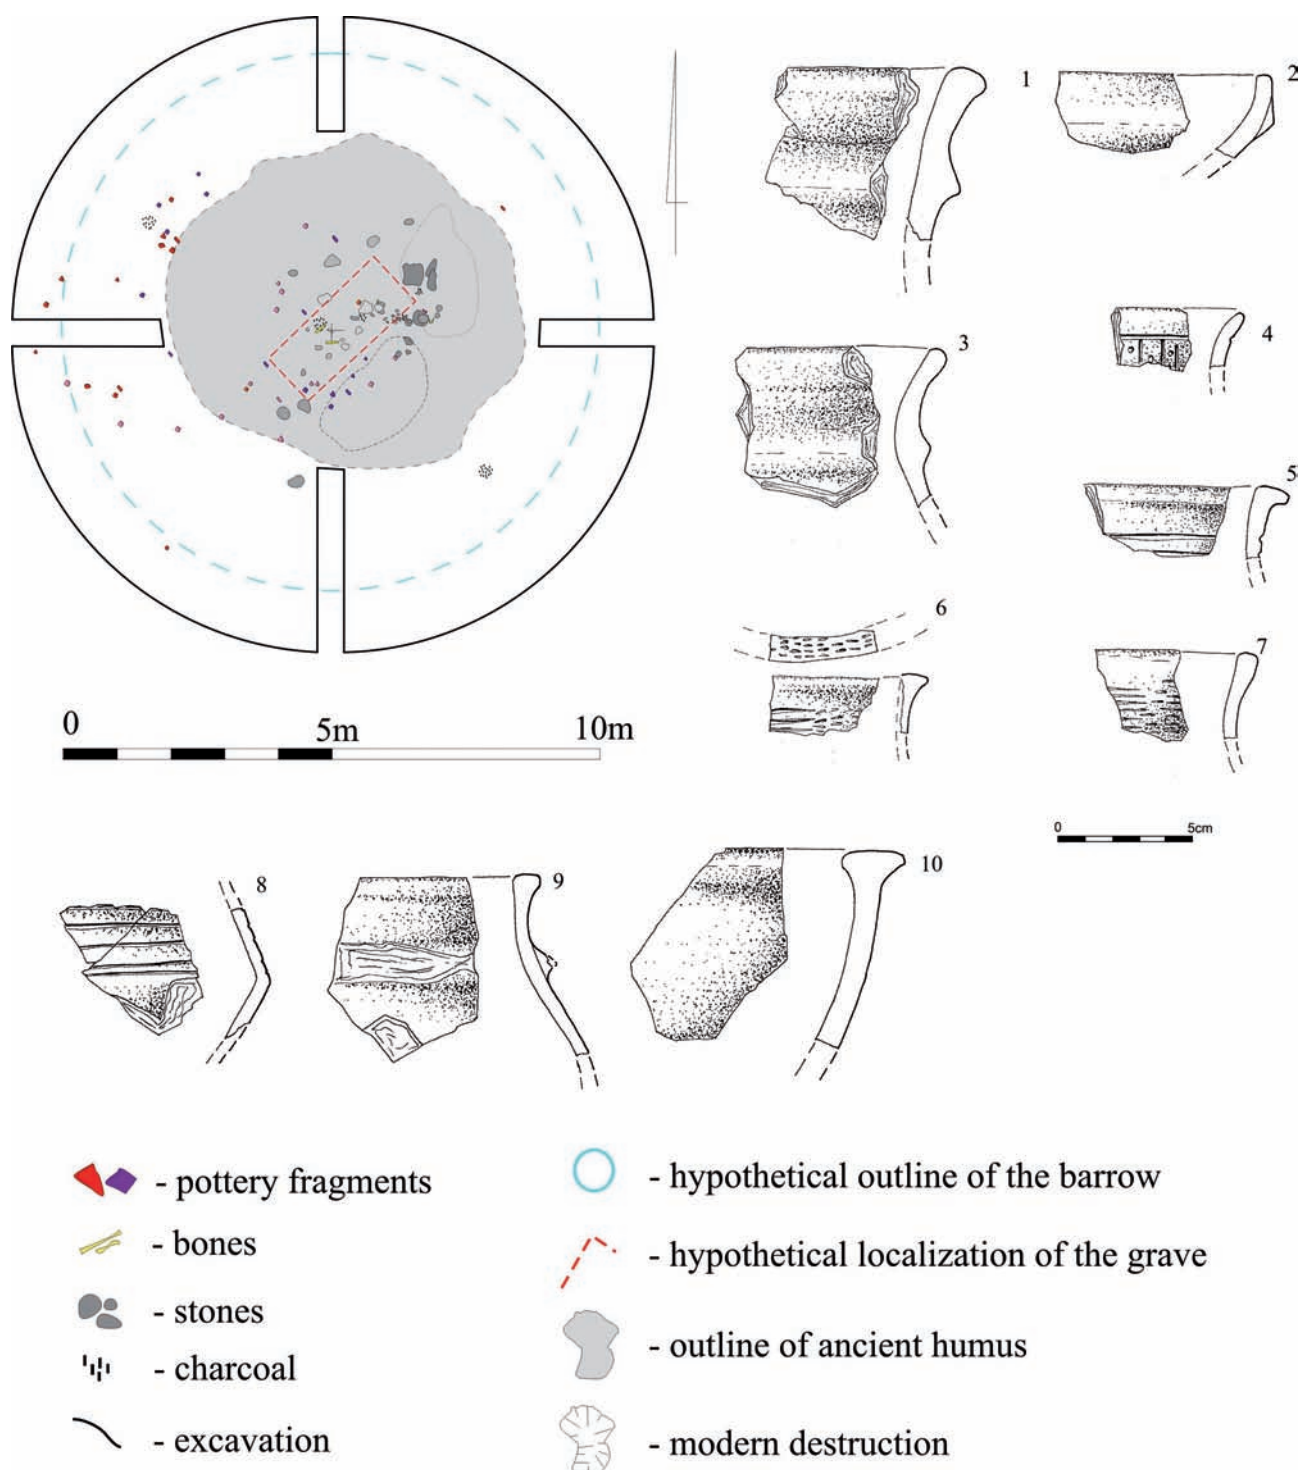 1
2
3
4
5
6
7
0 5m 10m
0 5cm
8
9
10
- pottery fragments
- bones
- stones
- charcoal
- excavation
- hypothetical outline of the barrow
- hypothetical localization of the grave
- outline of ancient humus
- modern destruction